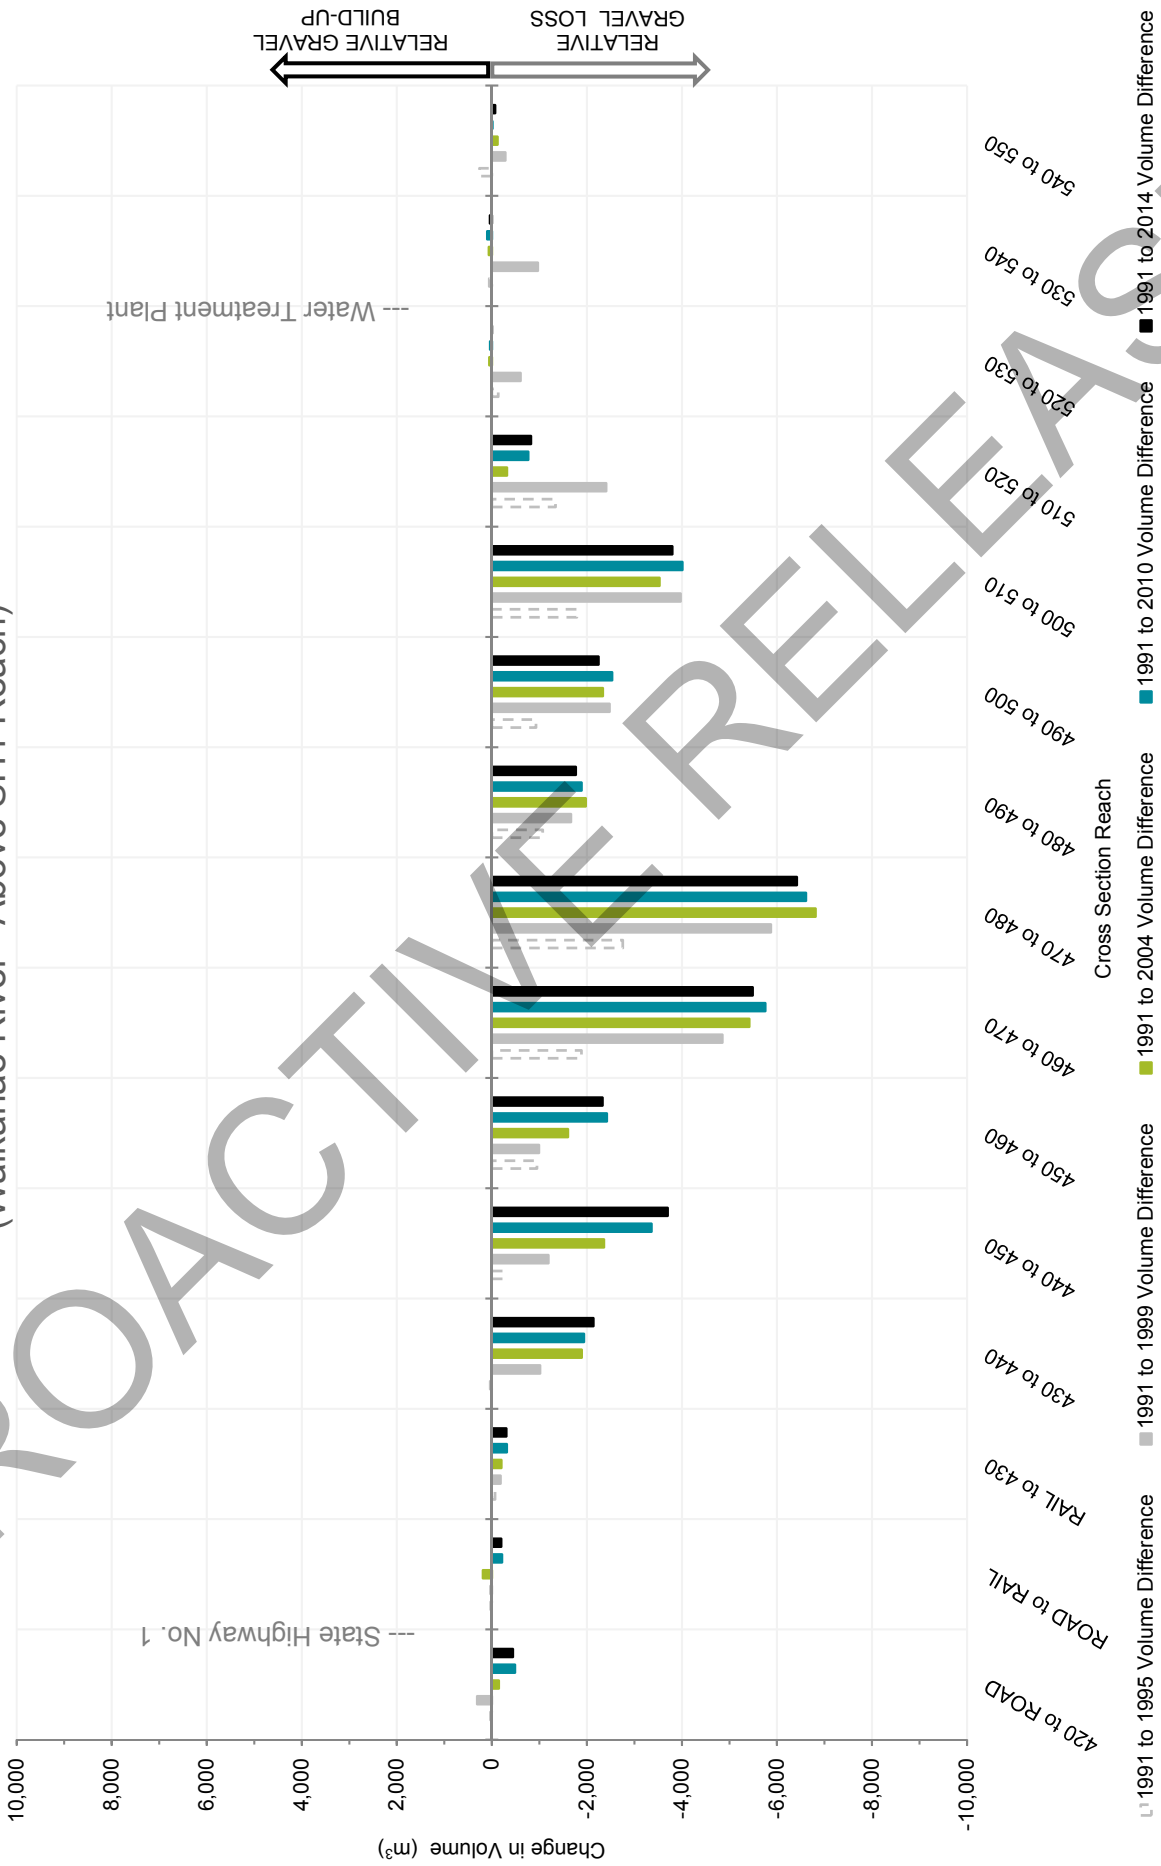 (Waikanae River - Above SH1 Reach)
10,000
8,000
6,000
4,000
2,000
0
-2,000
-4,000
-6,000
-8,000
-10,000
Change in Volume (m³)
--- State Highway No. 1
--- Water Treatment Plant
RELATIVE GRAVEL
BUILD-UP
RELATIVE
GRAVEL LOSS
420 to ROAD
ROAD to RAIL
RAIL to 430
430 to 440
440 to 450
450 to 460
460 to 470
470 to 480
480 to 490
490 to 500
500 to 510
510 to 520
520 to 530
530 to 540
540 to 550
Cross Section Reach
1991 to 1995 Volume Difference
1991 to 1999 Volume Difference
1991 to 2004 Volume Difference
1991 to 2010 Volume Difference
1991 to 2014 Volume Difference
ROACTIVE RELEAS